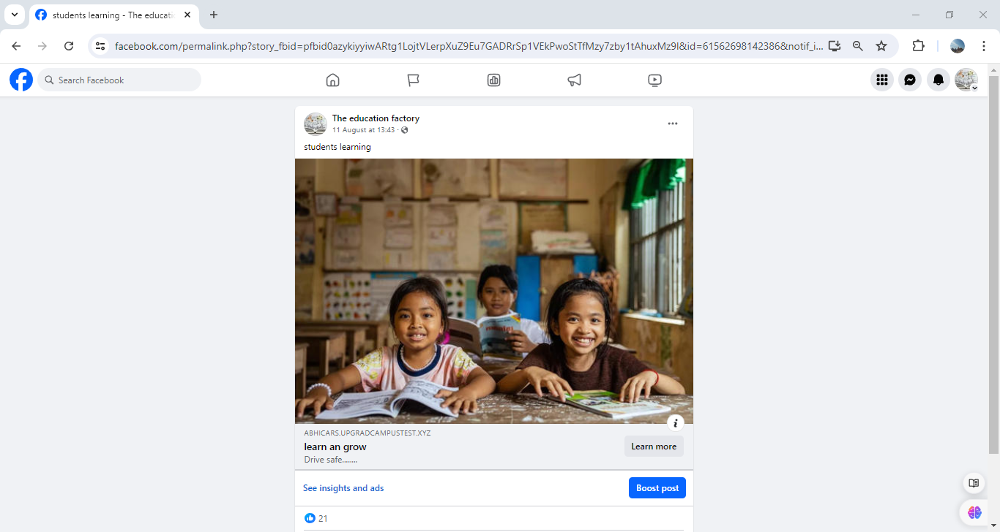 students learning - The educati
facebook.com/permalink.php?story_fbid=pfbid0azykiyyiwARtg1LojtVLerpXuZ9Eu7GADRrSp1VEkPwoStTfMzy7zby1tAhuxMz9l&id=61562698142386&notif_i...
Search Facebook
The education factory
11 August at 13:43 ·
students learning
ABHICARS.UPGRADCAMPUSTEST.XYZ
learn an grow
Drive safe........
Learn more
See insights and ads
Boost post
21